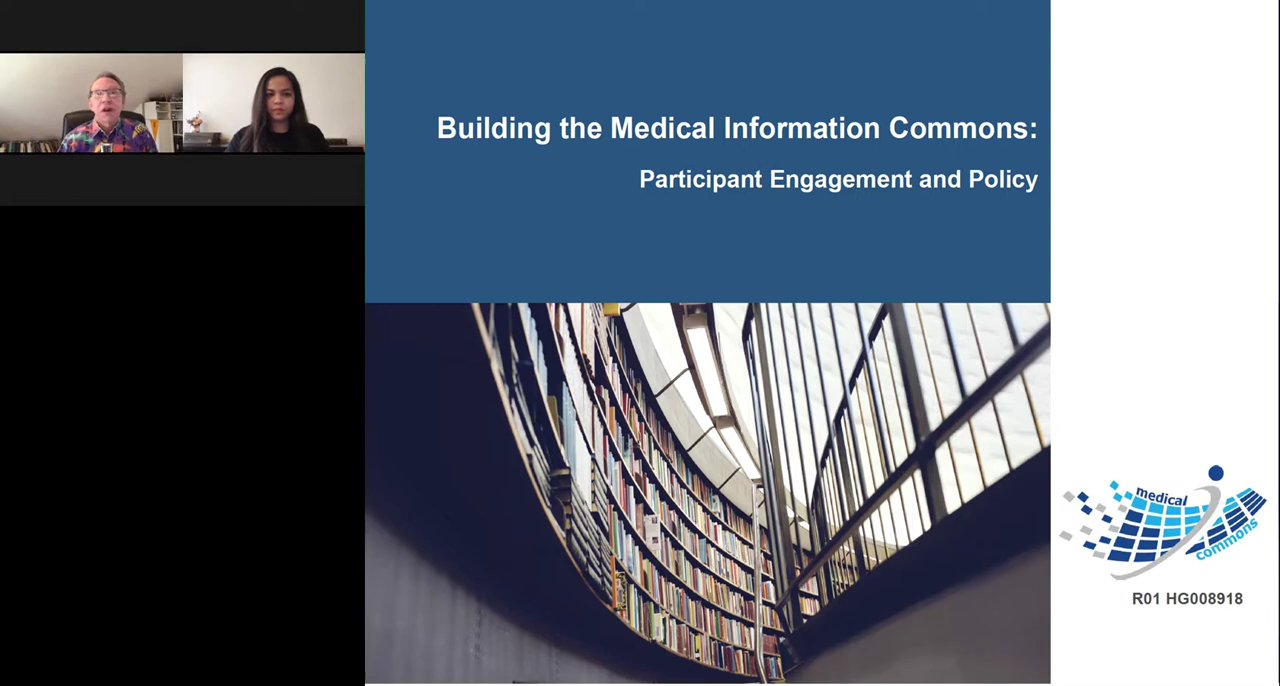 Building the Medical Information Commons:
Participant Engagement and Policy
medical
commons
R01 HG008918